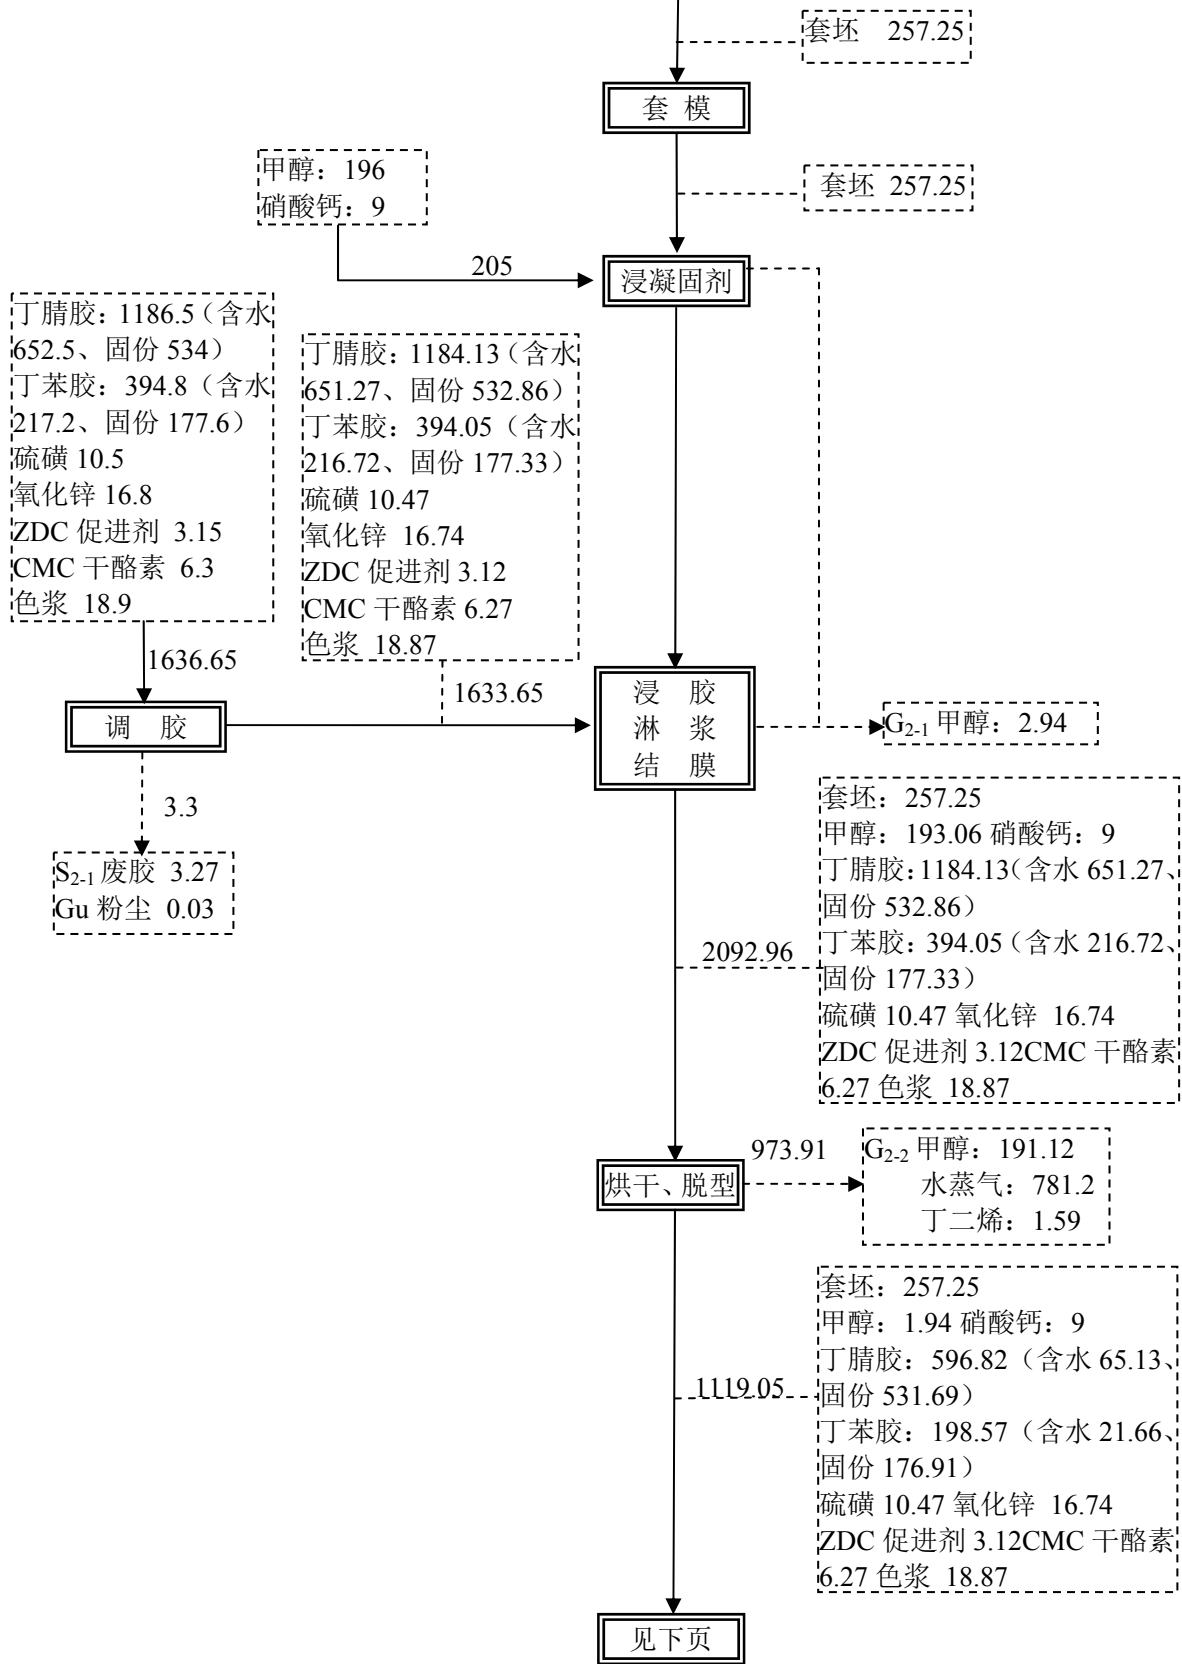 套坯 257.25
套 模
套坯 257.25
甲醇：196
硝酸钙：9
205
浸凝固剂
丁腈胶：1186.5（含水
652.5、固份 534）
丁苯胶：394.8（含水
217.2、固份 177.6）
硫磺 10.5
氧化锌 16.8
ZDC 促进剂 3.15
CMC 干酪素 6.3
色浆 18.9
丁腈胶：1184.13（含水
651.27、固份 532.86）
丁苯胶：394.05（含水
216.72、固份 177.33）
硫磺 10.47
氧化锌 16.74
ZDC 促进剂 3.12
CMC 干酪素 6.27
色浆 18.87
1636.65
1633.65
调 胶
浸 胶
淋 浆
结 膜
G2-1 甲醇：2.94
3.3
S2-1 废胶 3.27
Gu 粉尘 0.03
套坯：257.25
甲醇：193.06 硝酸钙：9
丁腈胶：1184.13（含水 651.27、
固份 532.86）
丁苯胶：394.05（含水 216.72、
固份 177.33）
硫磺 10.47 氧化锌 16.74
ZDC 促进剂 3.12CMC 干酪素
6.27 色浆 18.87
2092.96
973.91
烘干、脱型
G2-2 甲醇：191.12
水蒸气：781.2
丁二烯：1.59
套坯：257.25
甲醇：1.94 硝酸钙：9
丁腈胶：596.82（含水 65.13、
固份 531.69）
丁苯胶：198.57（含水 21.66、
固份 176.91）
硫磺 10.47 氧化锌 16.74
ZDC 促进剂 3.12CMC 干酪素
6.27 色浆 18.87
1119.05
见下页